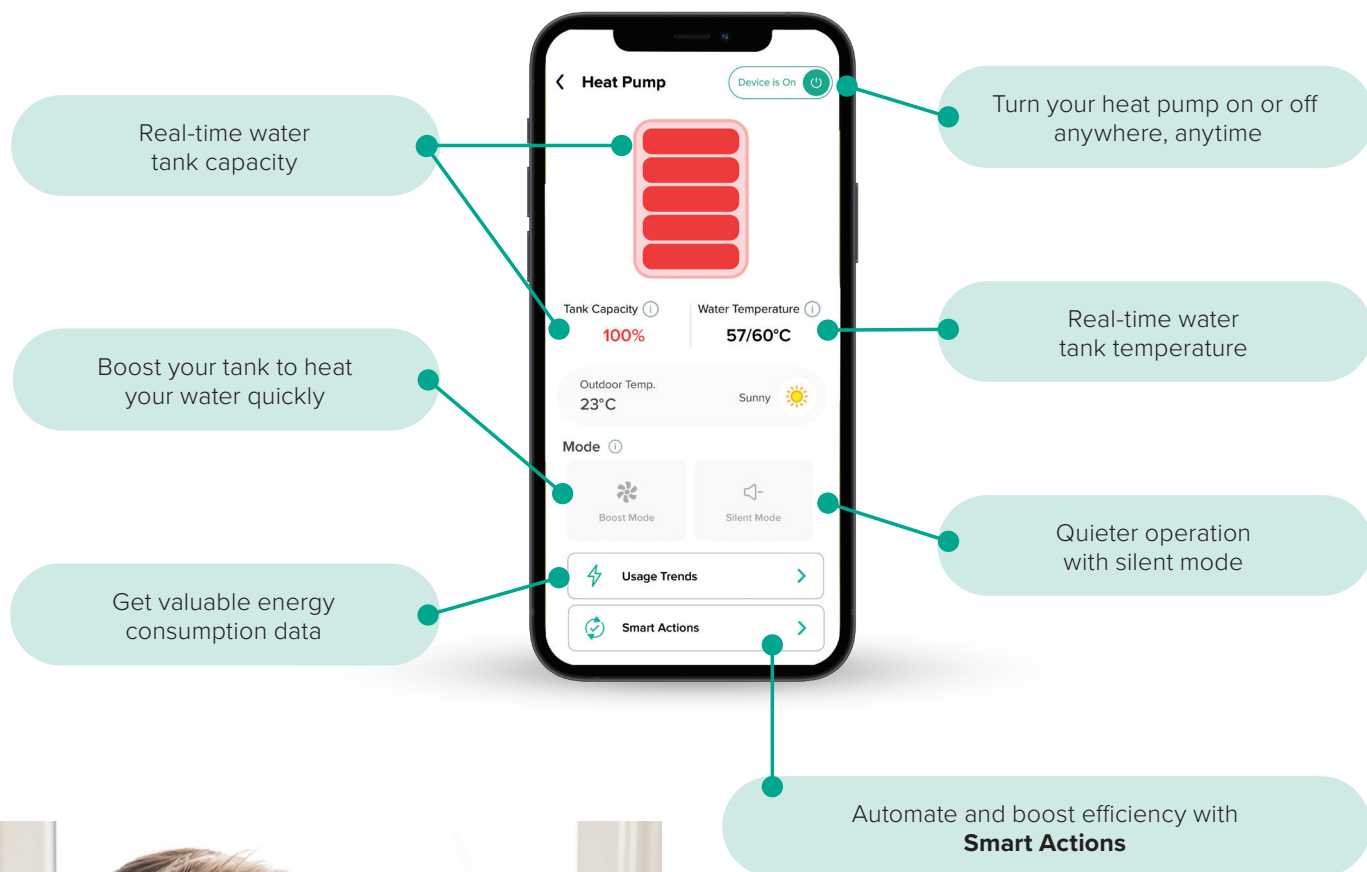 Heat Pump
Device is On
Turn your heat pump on or off
anywhere, anytime
Real-time water
tank capacity
Tank Capacity
Water Temperature
100%
57/60°C
Real-time water
tank temperature
Boost your tank to heat
your water quickly
Outdoor Temp.
23°C
Sunny
Mode
Boost Mode
Silent Mode
Quieter operation
with silent mode
Get valuable energy
consumption data
Usage Trends
Smart Actions
Automate and boost efficiency with
Smart Actions